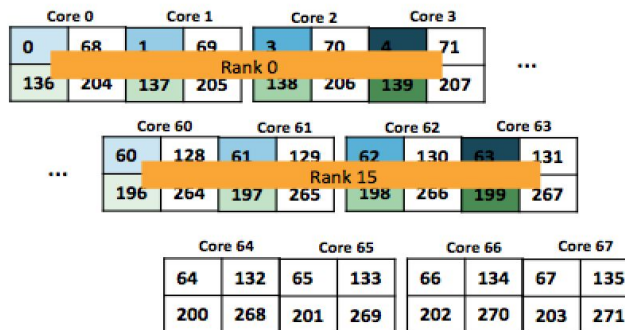 Core 0 Core 1 Core 2 Core 3
0 68 1 69 3 70 4 71
Rank 0 ...
136 204 137 205 138 206 139 207
Core 60 Core 61 Core 62 Core 63
60 128 61 129 62 130 63 131
... Rank 15
196 264 197 265 198 266 199 267
Core 64 Core 65 Core 66 Core 67
64 132 65 133 66 134 67 135
200 268 201 269 202 270 203 271